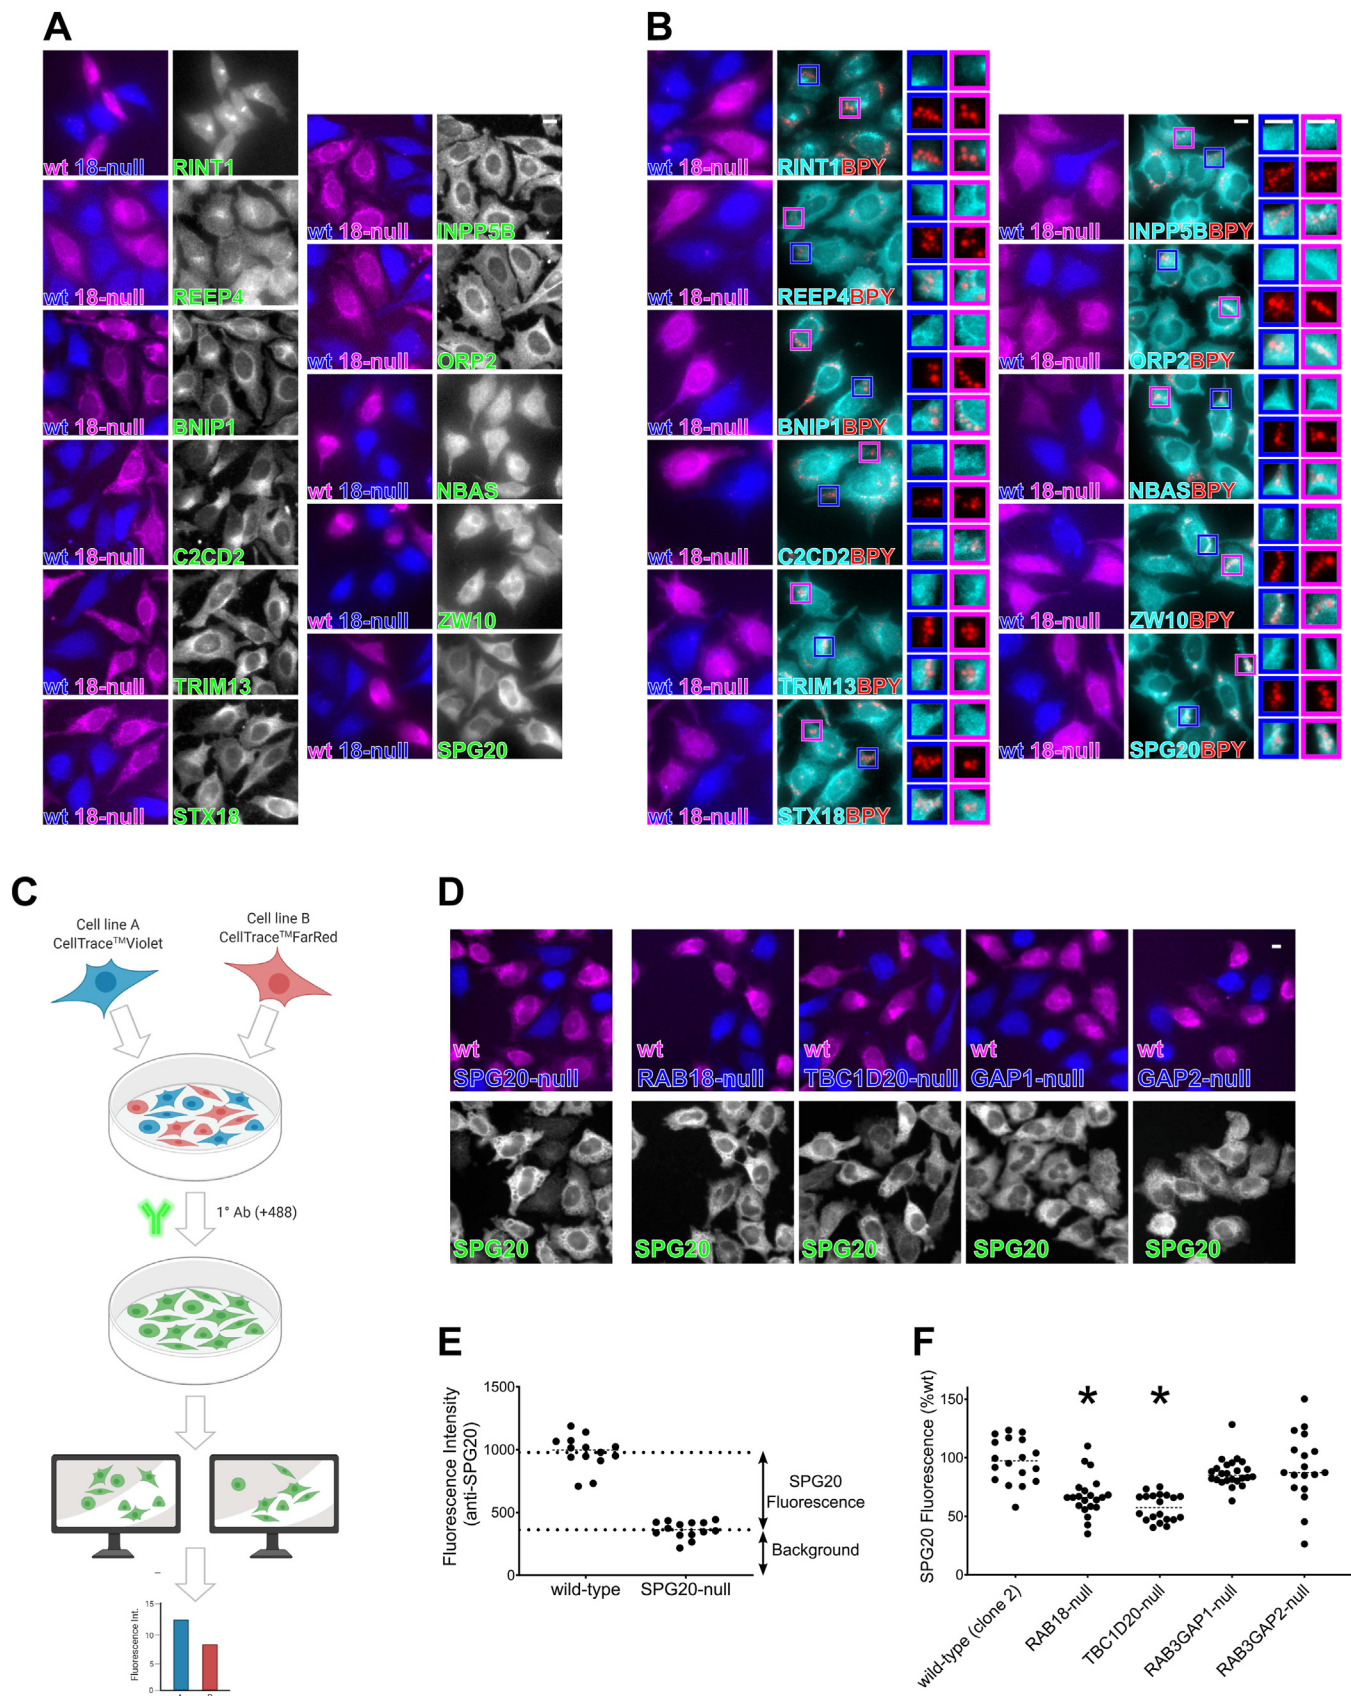 A
wt 18-null
RINT1
wt 18-null
REEP4
wt 18-null
BNIP1
wt 18-null
C2CD2
wt 18-null
TRIM13
wt 18-null
STX18
wt 18-null
INPP5B
wt 18-null
ORP2
wt 18-null
NBAS
wt 18-null
ZW10
wt 18-null
SPG20
B
wt 18-null
RINT1BPY
wt 18-null
REEP4BPY
wt 18-null
BNIP1BPY
wt 18-null
C2CD2BPY
wt 18-null
TRIM13BPY
wt 18-null
STX18BPY
wt 18-null
INPP5BBPY
wt 18-null
ORP2BPY
wt 18-null
NBASBPY
wt 18-null
ZW10BPY
wt 18-null
SPG20BPY
C
Cell line A
CellTrace™Violet
Cell line B
CellTrace™FarRed
1° Ab (+488)
Fluorescence Int.
15
10
5
0
D
wt
SPG20-null
wt
RAB18-null
wt
TBC1D20-null
wt
GAP1-null
wt
GAP2-null
SPG20
SPG20
SPG20
SPG20
SPG20
E
Fluorescence Intensity
(anti-SPG20)
1500
1000
500
0
wild-type
SPG20-null
SPG20
Fluorescence
Background
F
SPG20 Fluorescence (%wt)
150
100
50
0
*
*
wild-type (clone 2)
RAB18-null
TBC1D20-null
RAB3GAP1-null
RAB3GAP2-null